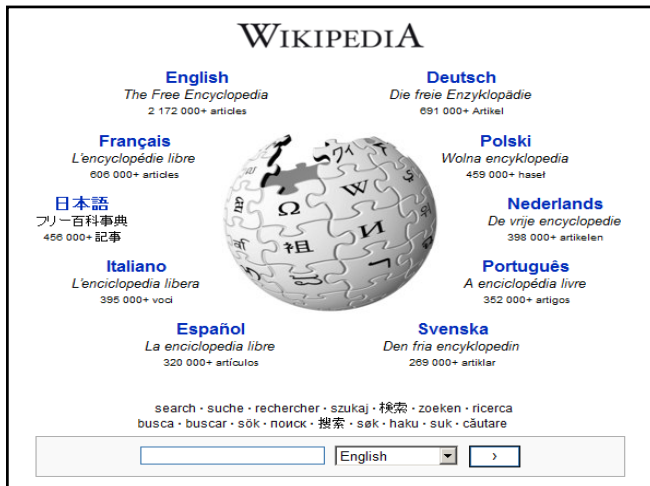 WIKIPEDIA
English
The Free Encyclopedia
2 172 000+ articles
Deutsch
Die freie Enzyklopädie
691 000+ Artikel
Français
L'encyclopédie libre
606 000+ articles
Polski
Wolna encyklopedia
459 000+ haseł
日本語
フリー百科事典
456 000+ 記事
Nederlands
De vrije encyclopedie
398 000+ artikelen
Italiano
L'enciclopedia libera
395 000+ voci
Português
A enciclopédia livre
352 000+ artigos
Español
La enciclopedia libre
320 000+ artículos
Svenska
Den fria encyklopedin
269 000+ artiklar
Ω
W
祖
И
search · suche · rechercher · szukaj · 検索 · zoeken · ricerca
busca · buscar · sök · поиск · 搜索 · søk · haku · suk · căutare
English
›